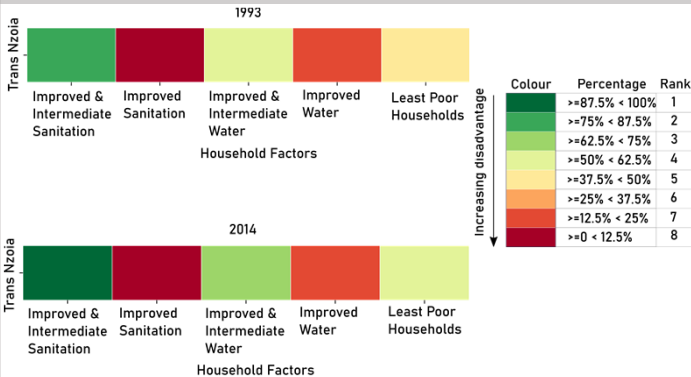 1993
Trans Nzoia
Improved &
Intermediate
Sanitation
Improved
Sanitation
Improved &
Intermediate
Water
Improved
Water
Least Poor
Households
Household Factors
2014
Trans Nzoia
Improved &
Intermediate
Sanitation
Improved
Sanitation
Improved &
Intermediate
Water
Improved
Water
Least Poor
Households
Household Factors
Increasing disadvantage
Colour Percentage Rank
>=87.5% < 100% 1
>=75% < 87.5% 2
>=62.5% < 75% 3
>=50% < 62.5% 4
>=37.5% < 50% 5
>=25% < 37.5% 6
>=12.5% < 25% 7
>=0 < 12.5% 8